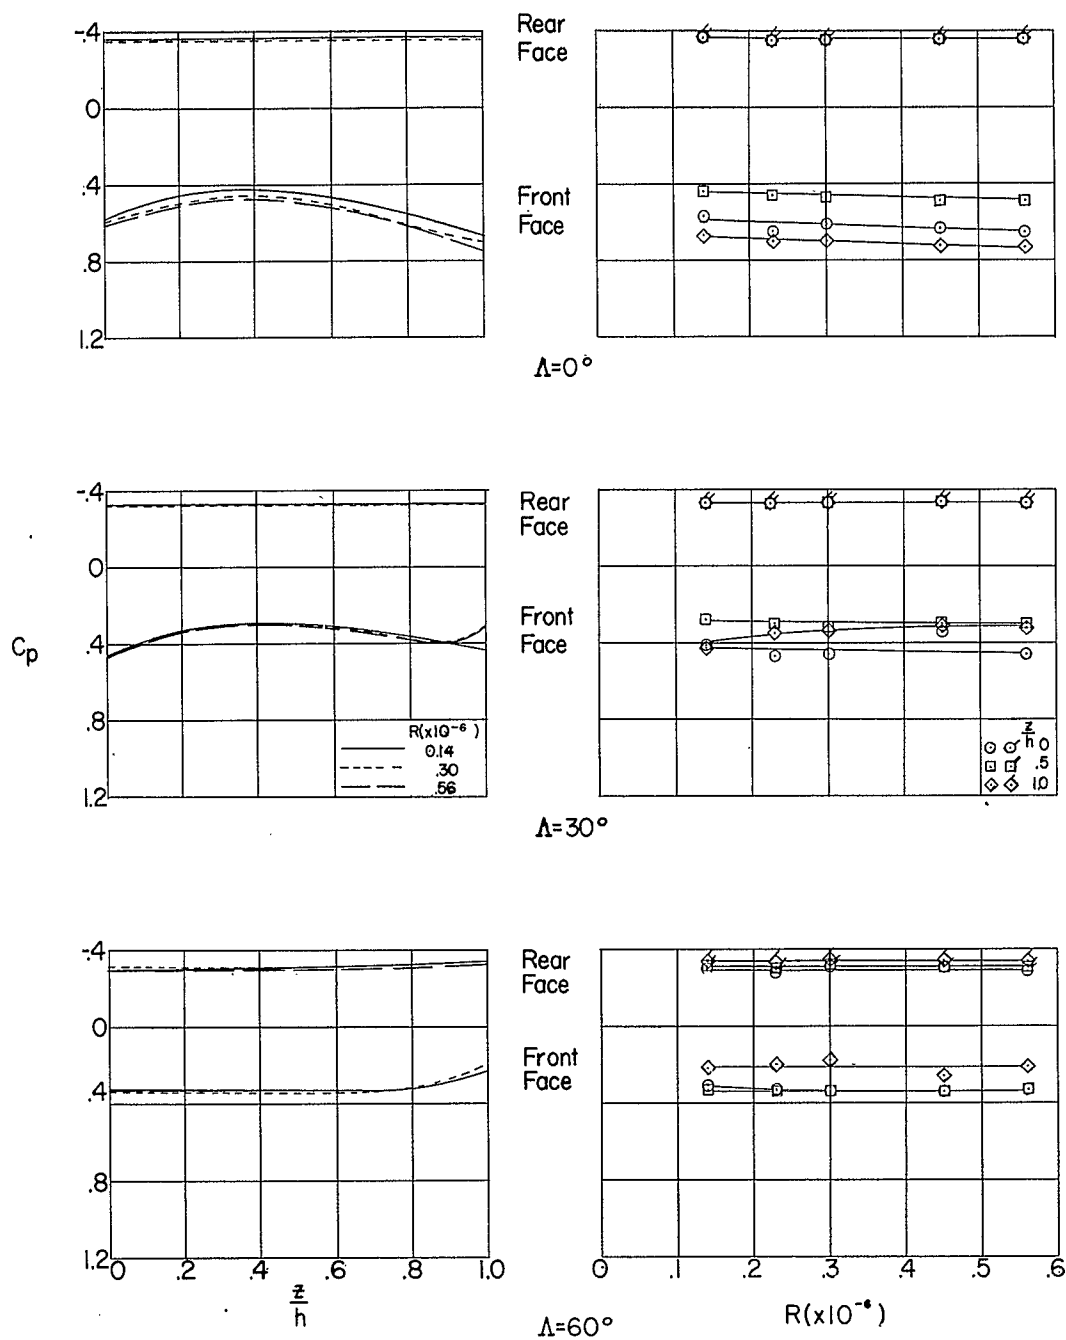 -.4
0
.4
.8
1.2
Rear
Face
Front
Face
Λ=0°
-.4
0
.4
.8
1.2
Cp
R(x10⁻⁶)
0.14
.30
.56
Rear
Face
Front
Face
z/h
0
.5
1.0
Λ=30°
-.4
0
.4
.8
1.2
0 .2 .4 .6 .8 1.0
z/h
Rear
Face
Front
Face
0 .1 .2 .3 .4 .5 .6
R(x10⁻⁶)
Λ=60°